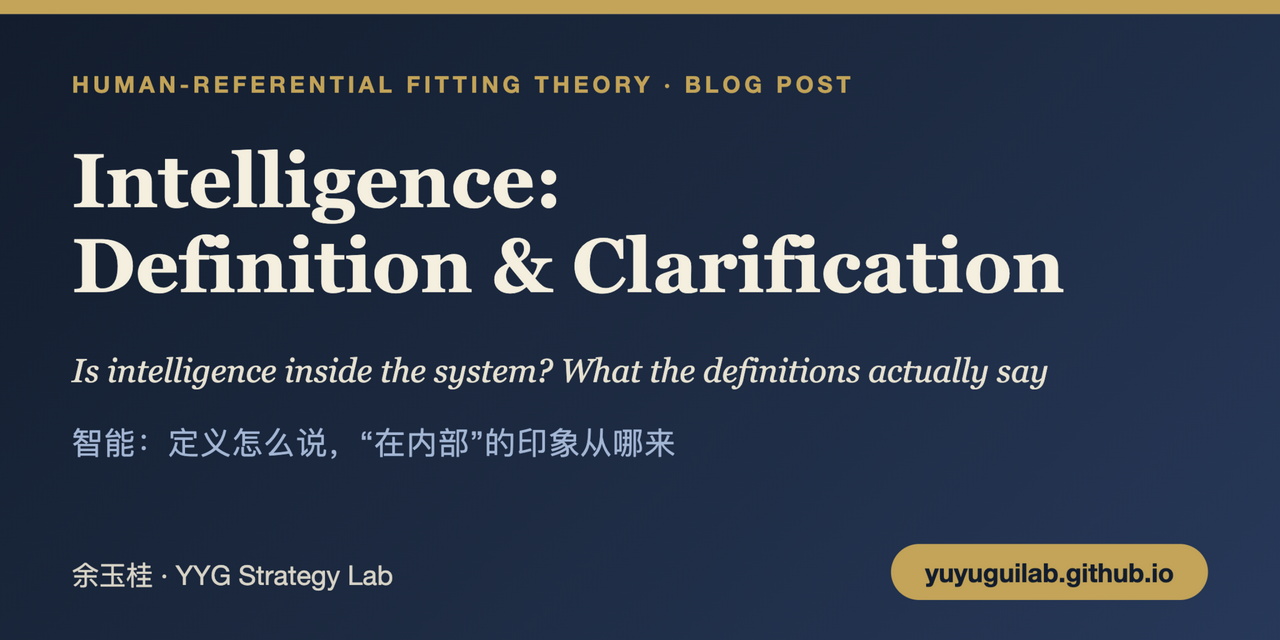 HUMAN-REFERENTIAL FITTING THEORY · BLOG POST
Intelligence:
Definition & Clarification
Is intelligence inside the system? What the definitions actually say
智能：定义怎么说，“在内部”的印象从哪来
余玉桂 · YYG Strategy Lab
yuyuguilab.github.io